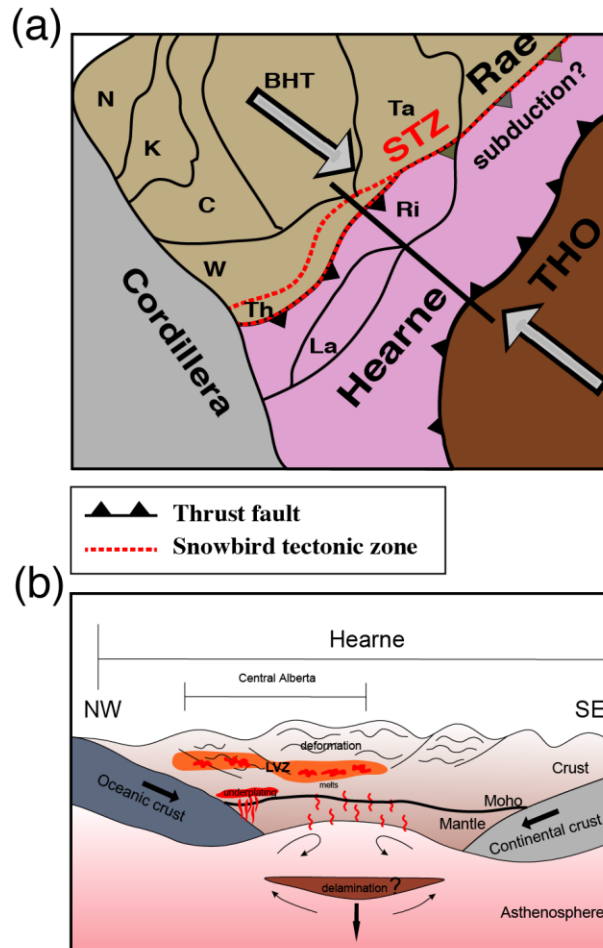 (a)
N
BHT
Ta
Rae
K
STZ
subduction?
C
Ri
W
THO
Th
Cordillera
La
Hearne
Thrust fault
Snowbird tectonic zone
(b)
Hearne
Central Alberta
NW
SE
deformation
LVZ
Crust
melts
underplating
Oceanic crust
Moho
Mantle
Continental crust
delamination?
Asthenosphere